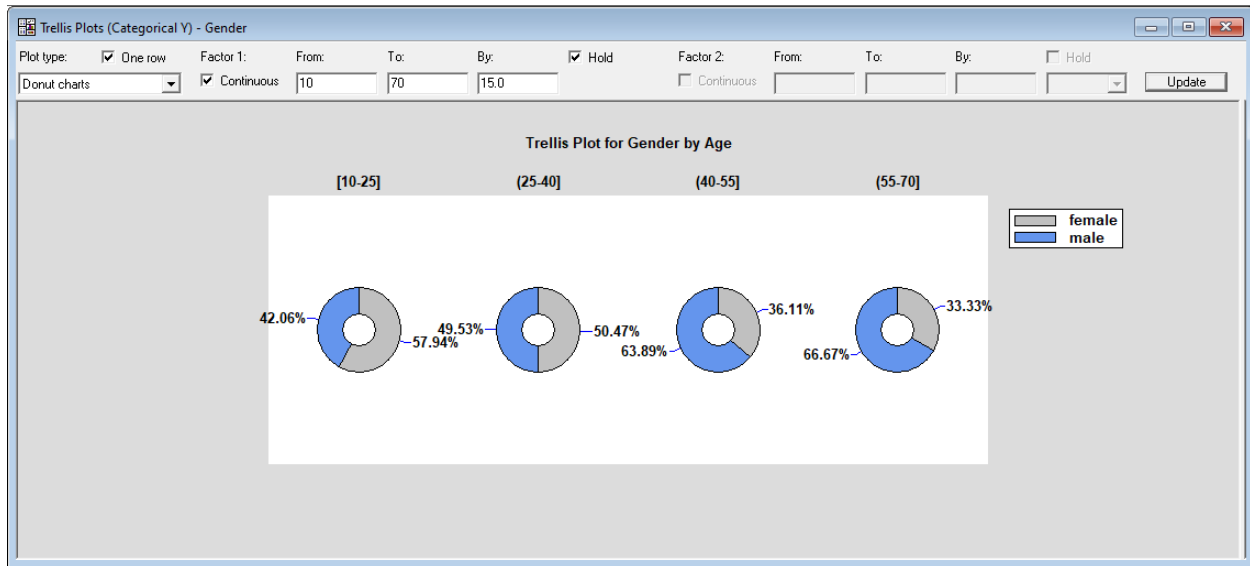 Trellis Plots (Categorical Y) - Gender
Plot type: One row Factor 1: From: To: By: Hold Factor 2: From: To: By: Hold
Donut charts Continuous 10 70 15.0 Continuous Update
Trellis Plot for Gender by Age
[10-25] (25-40] (40-55] (55-70]
female
male
42.06% 57.94%
49.53% 50.47%
36.11% 63.89%
33.33% 66.67%